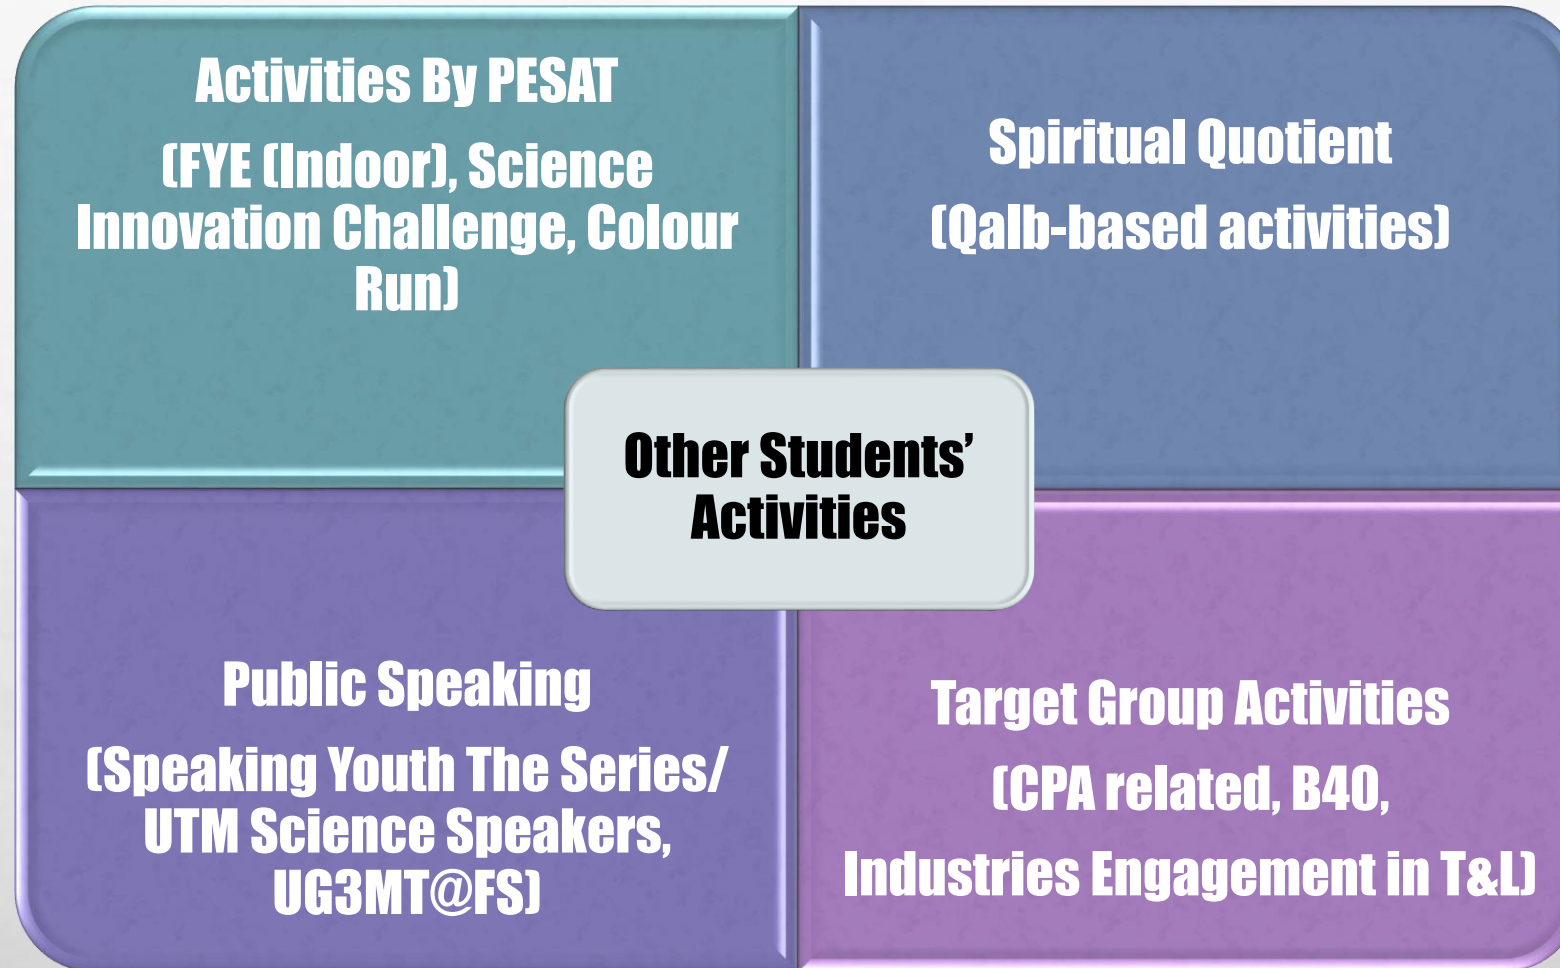 Activities By PESAT
(FYE (Indoor), Science
Innovation Challenge, Colour
Run)
Spiritual Quotient
(Qalb-based activities)
Other Students’
Activities
Public Speaking
(Speaking Youth The Series/
UTM Science Speakers,
UG3MT@FS)
Target Group Activities
(CPA related, B40,
Industries Engagement in T&L)